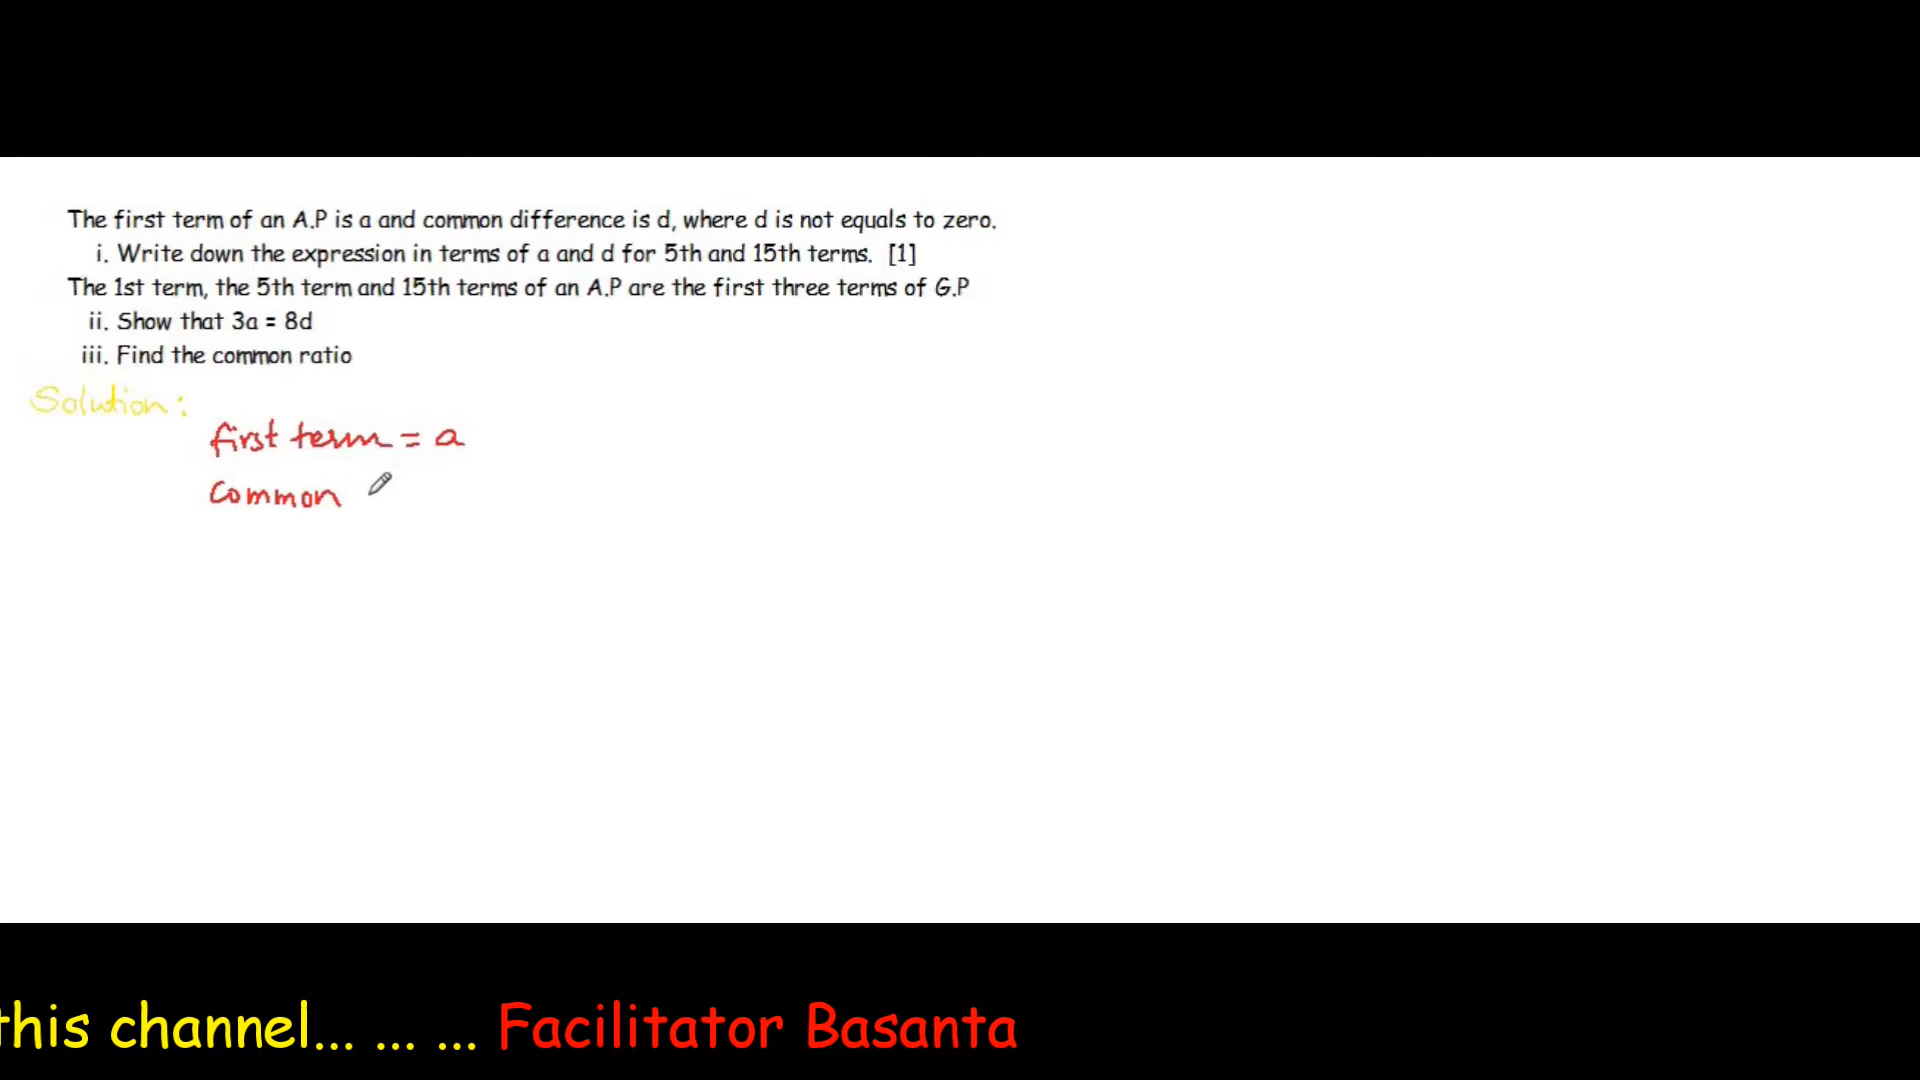 The first term of an A.P is a and common difference is d, where d is not equals to zero.
i. Write down the expression in terms of a and d for 5th and 15th terms. [1]
The 1st term, the 5th term and 15th terms of an A.P are the first three terms of G.P
ii. Show that 3a = 8d
iii. Find the common ratio
Solution:
first term = a
Common
this channel... ... ... Facilitator Basanta